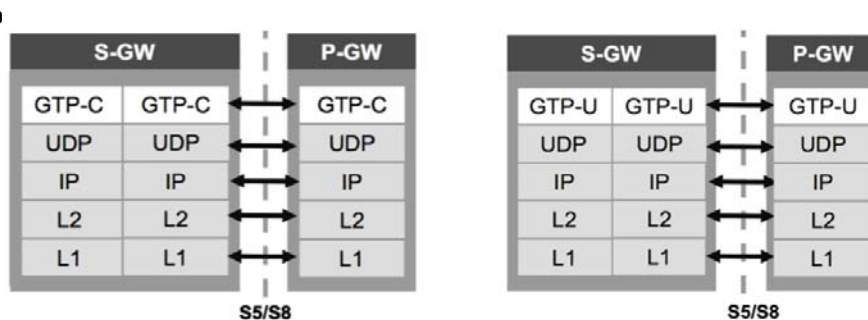 S-GW P-GW S-GW P-GW
GTP-C GTP-C GTP-C GTP-U GTP-U GTP-U
UDP UDP UDP UDP UDP UDP
IP IP IP IP IP IP
L2 L2 L2 L2 L2 L2
L1 L1 L1 L1 L1 L1
S5/S8 S5/S8